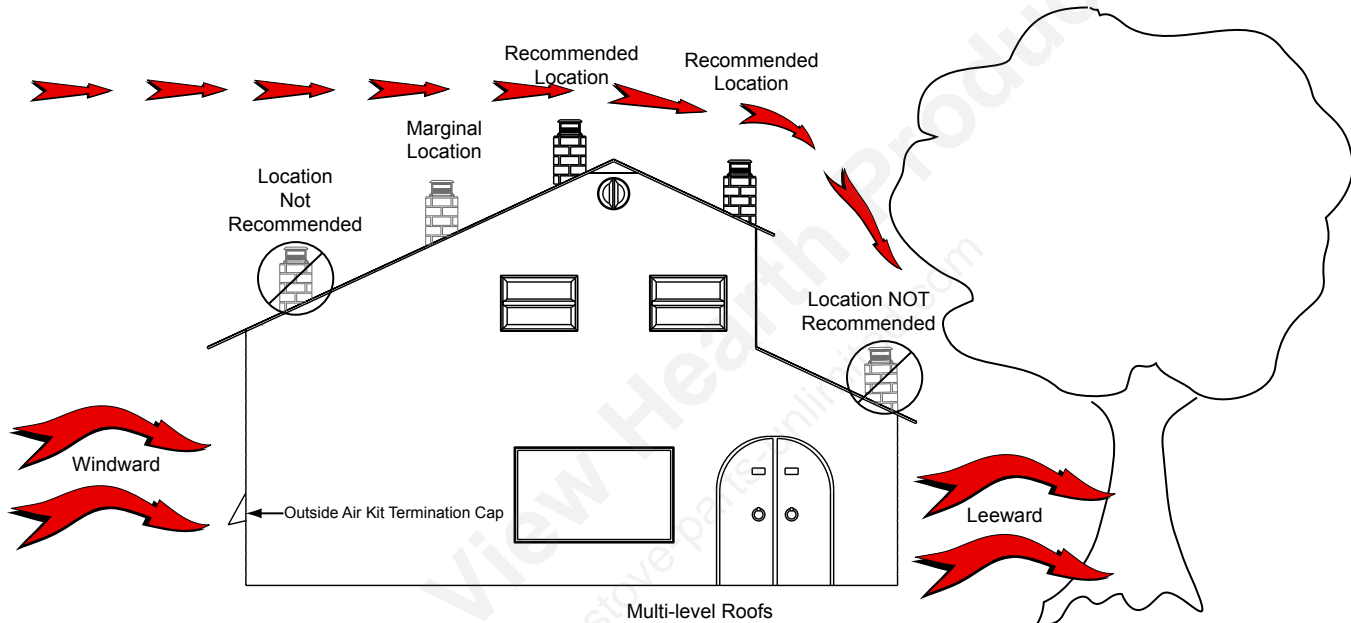 Recommended
Location
Recommended
Location
Marginal
Location
Location
Not
Recommended
Location NOT
Recommended
Windward
Outside Air Kit Termination Cap
Leeward
Multi-level Roofs
View Hearth Produc
stove-parts-unlimited.com